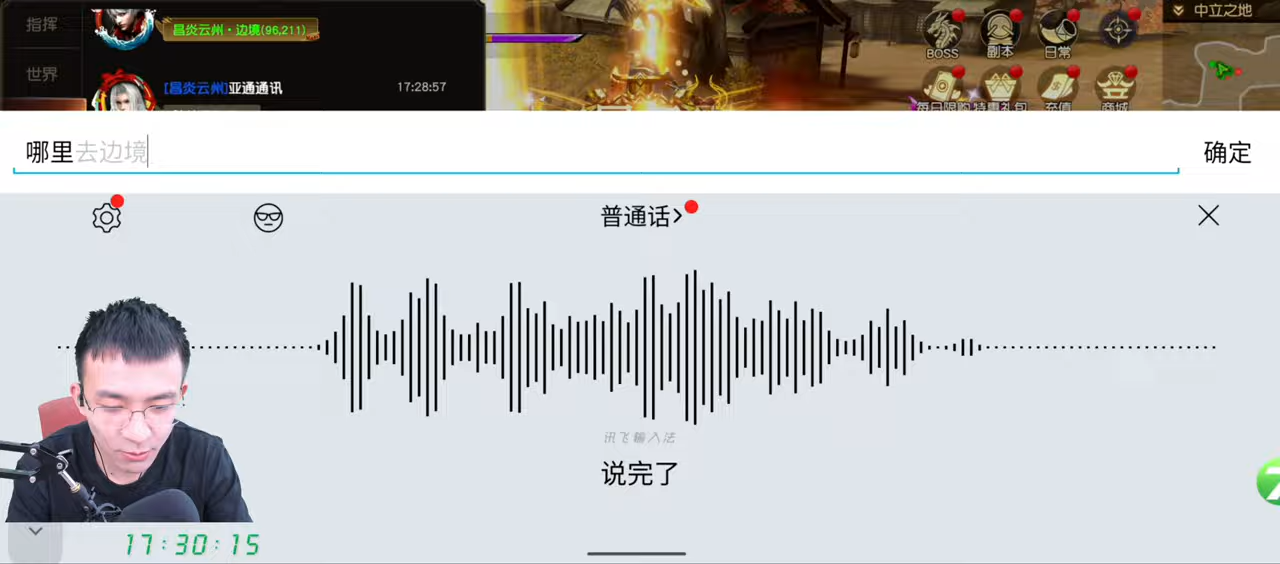 指挥
昌炎云州·边境(96,211)
世界
[昌炎云州]亚通通讯
17:28:57
BOSS
副本
日常
每日限购
特惠礼包
充值
商城
中立之地
哪里去边境
确定
普通话
讯飞输入法
说完了
17:30:15